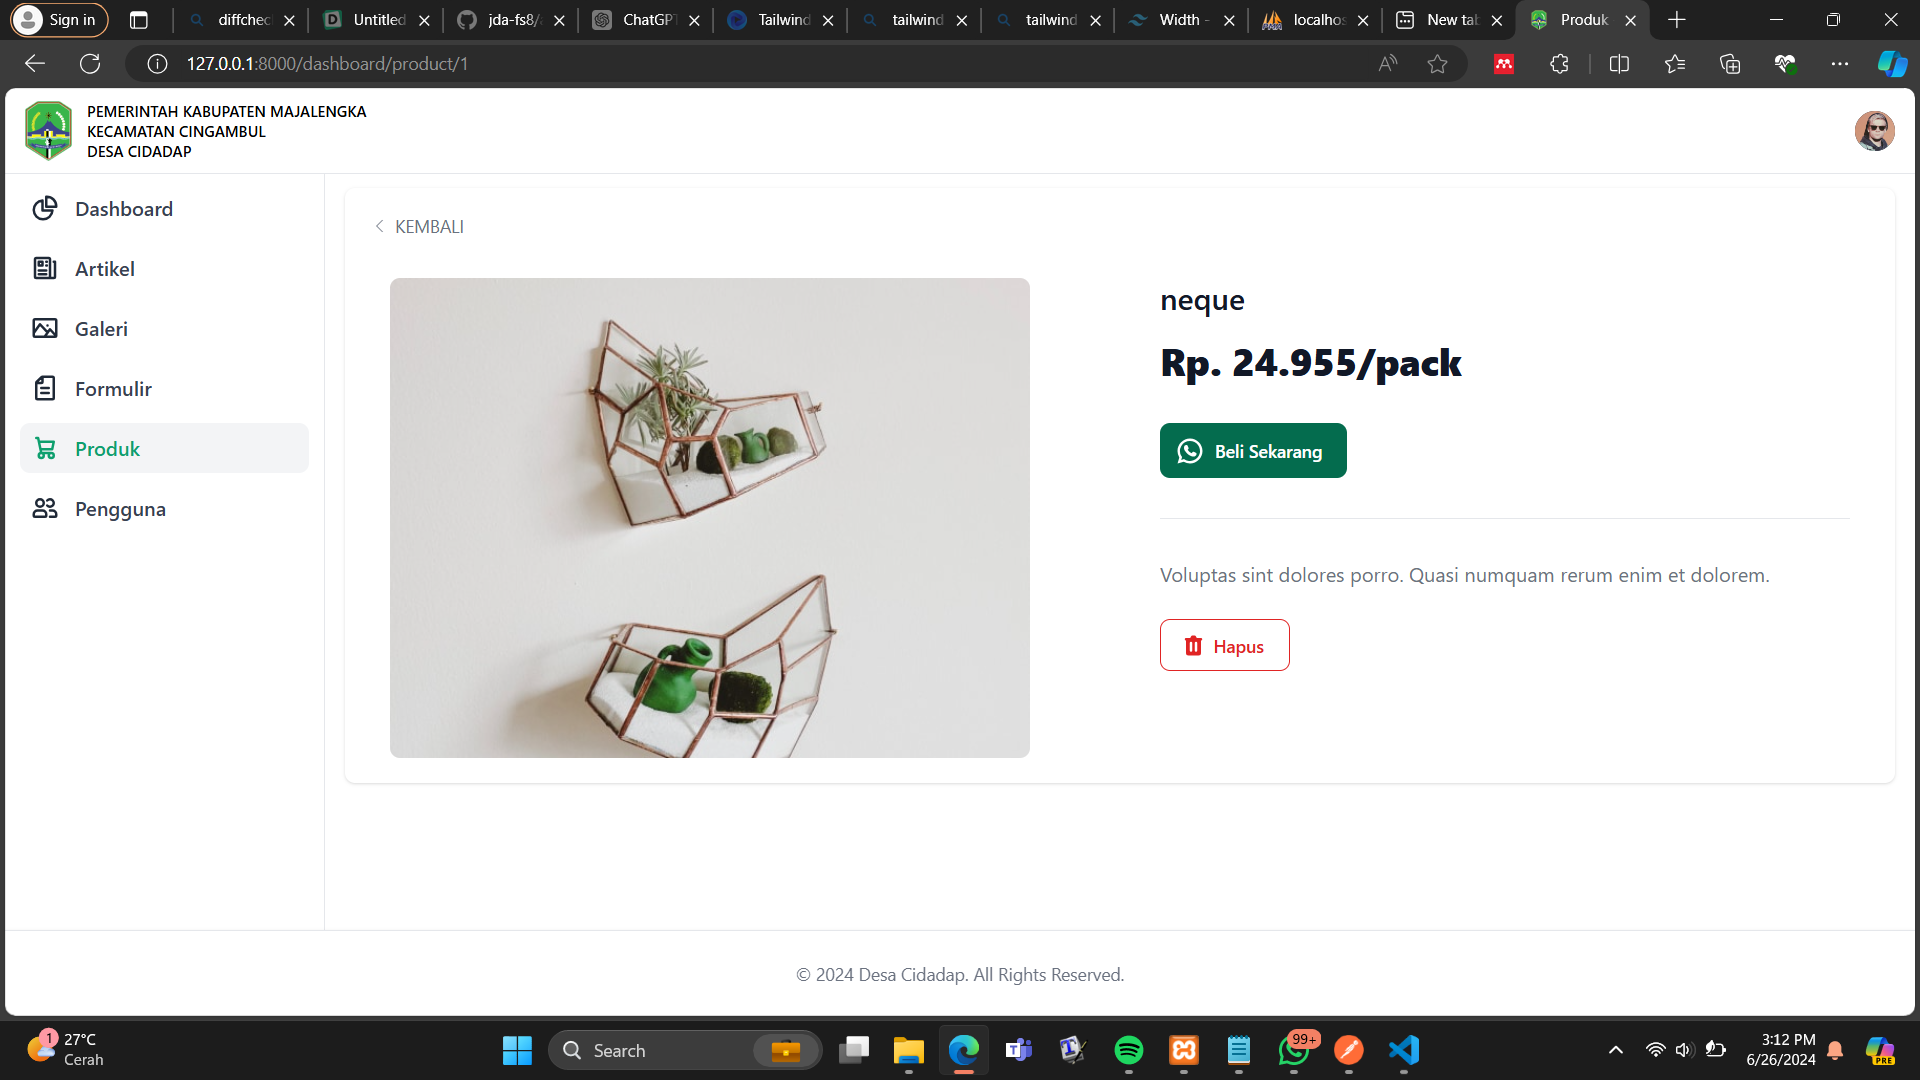 Sign in
diffchec
Untitled
jda-fs8/
ChatGPT
Tailwind
tailwind
tailwind
Width -
localhos
New tab
Produk
127.0.0.1:8000/dashboard/product/1
PEMERINTAH KABUPATEN MAJALENGKA
KECAMATAN CINGAMBUL
DESA CIDADAP
Dashboard
Artikel
Galeri
Formulir
Produk
Pengguna
KEMBALI
neque
Rp. 24.955/pack
Beli Sekarang
Voluptas sint dolores porro. Quasi numquam rerum enim et dolorem.
Hapus
© 2024 Desa Cidadap. All Rights Reserved.
1
27°C
Cerah
Search
99+
3:12 PM
6/26/2024
PRE